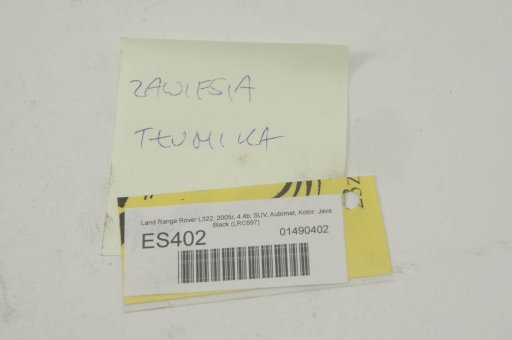 ZAWIESIA
TŁUMIKA
Land Range Rover L322, 2005r, 4.4b, SUV, Automat, Kolor: Java
Black (LRC697)
ES402
01490402